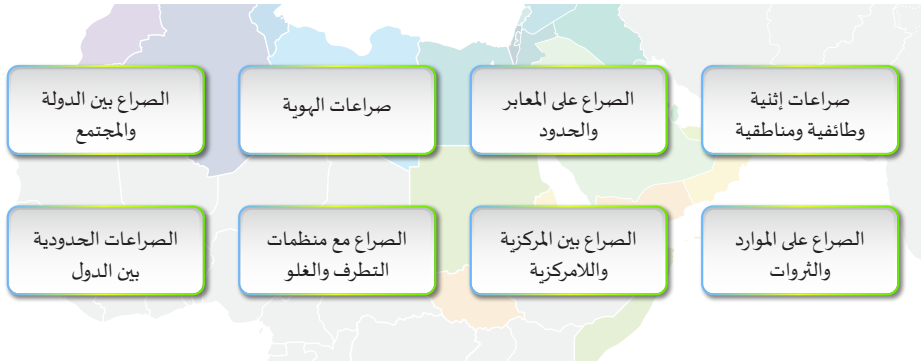 صراعات إثنية
وطائفية ومناطقية
الصراع على المعابر
والحدود
صراعات الهوية
الصراع بين الدولة
والمجتمع
الصراع على الموارد
والثروات
الصراع بين المركزية
واللامركزية
الصراع مع منظمات
التطرف والغلو
الصراعات الحدودية
بين الدول